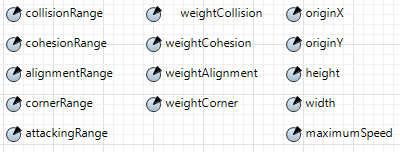 collisionRange weightCollision originX
cohesionRange weightCohesion originY
alignmentRange weightAlignment height
cornerRange weightCorner width
attackingRange maximumSpeed